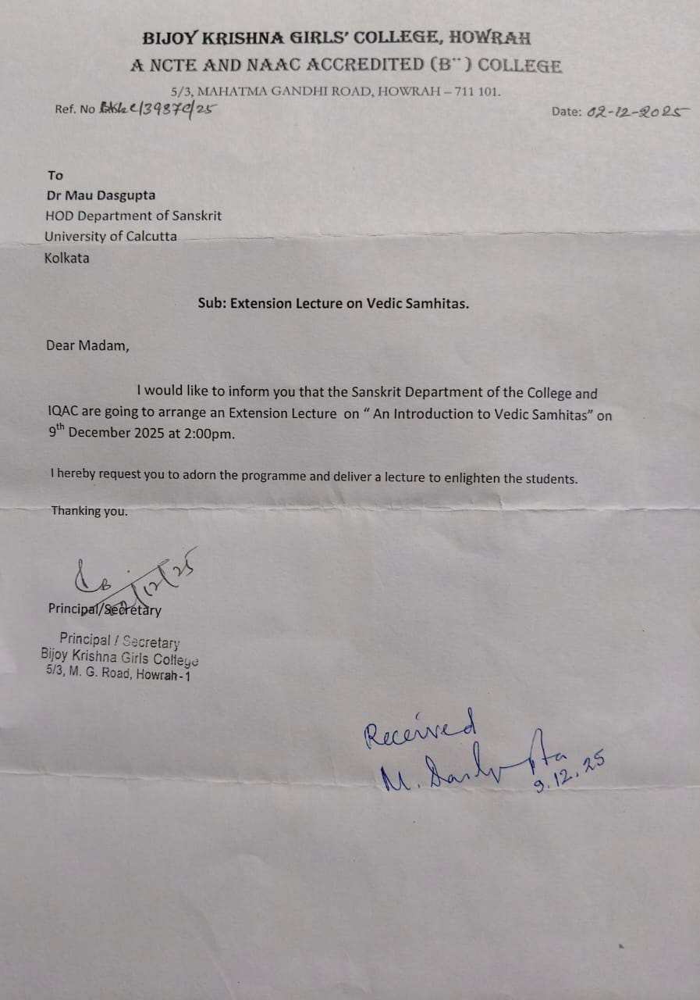 BIJOY KRISHNA GIRLS' COLLEGE, HOWRAH
A NCTE AND NAAC ACCREDITED (B++) COLLEGE
5/3, MAHATMA GANDHI ROAD, HOWRAH – 711 101.
Ref. No
Date: 02-12-2025
To
Dr Mau Dasgupta
HOD Department of Sanskrit
University of Calcutta
Kolkata
Sub: Extension Lecture on Vedic Samhitas.
Dear Madam,
I would like to inform you that the Sanskrit Department of the College and
IQAC are going to arrange an Extension Lecture on “ An Introduction to Vedic Samhitas” on
9th December 2025 at 2:00pm.
I hereby request you to adorn the programme and deliver a lecture to enlighten the students.
Thanking you.
Principal/Secretary
Principal / Secretary
Bijoy Krishna Girls College
5/3, M. G. Road, Howrah-1
Received
M. Dasgupta
9.12.25